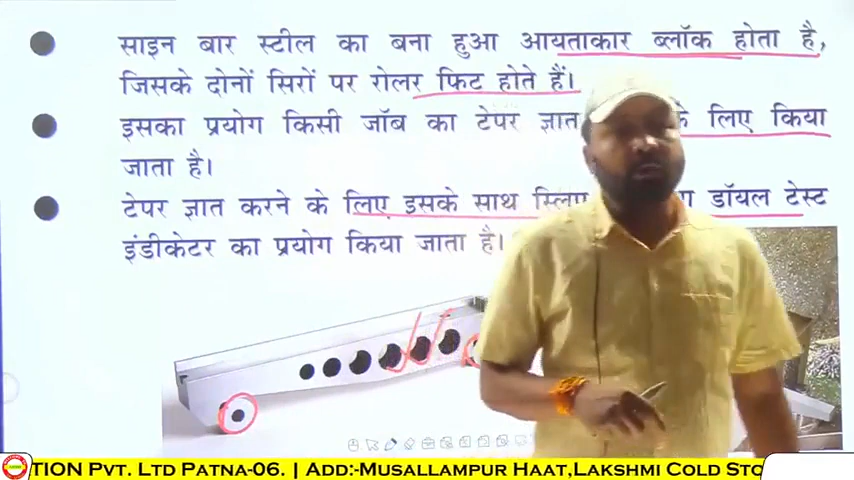 साइन बार स्टील का बना हुआ आयताकार ब्लॉक होता है,
जिसके दोनों सिरों पर रोलर फिट होते हैं।
इसका प्रयोग किसी जॉब का टेपर ज्ञात के लिए किया
जाता है।
टेपर ज्ञात करने के लिए इसके साथ स्लिप डॉयल टेस्ट
इंडीकेटर का प्रयोग किया जाता है।
TION PVT. LTD PATNA-06. | ADD:-MUSALLAMPUR HAAT,LAKSHMI COLD STO